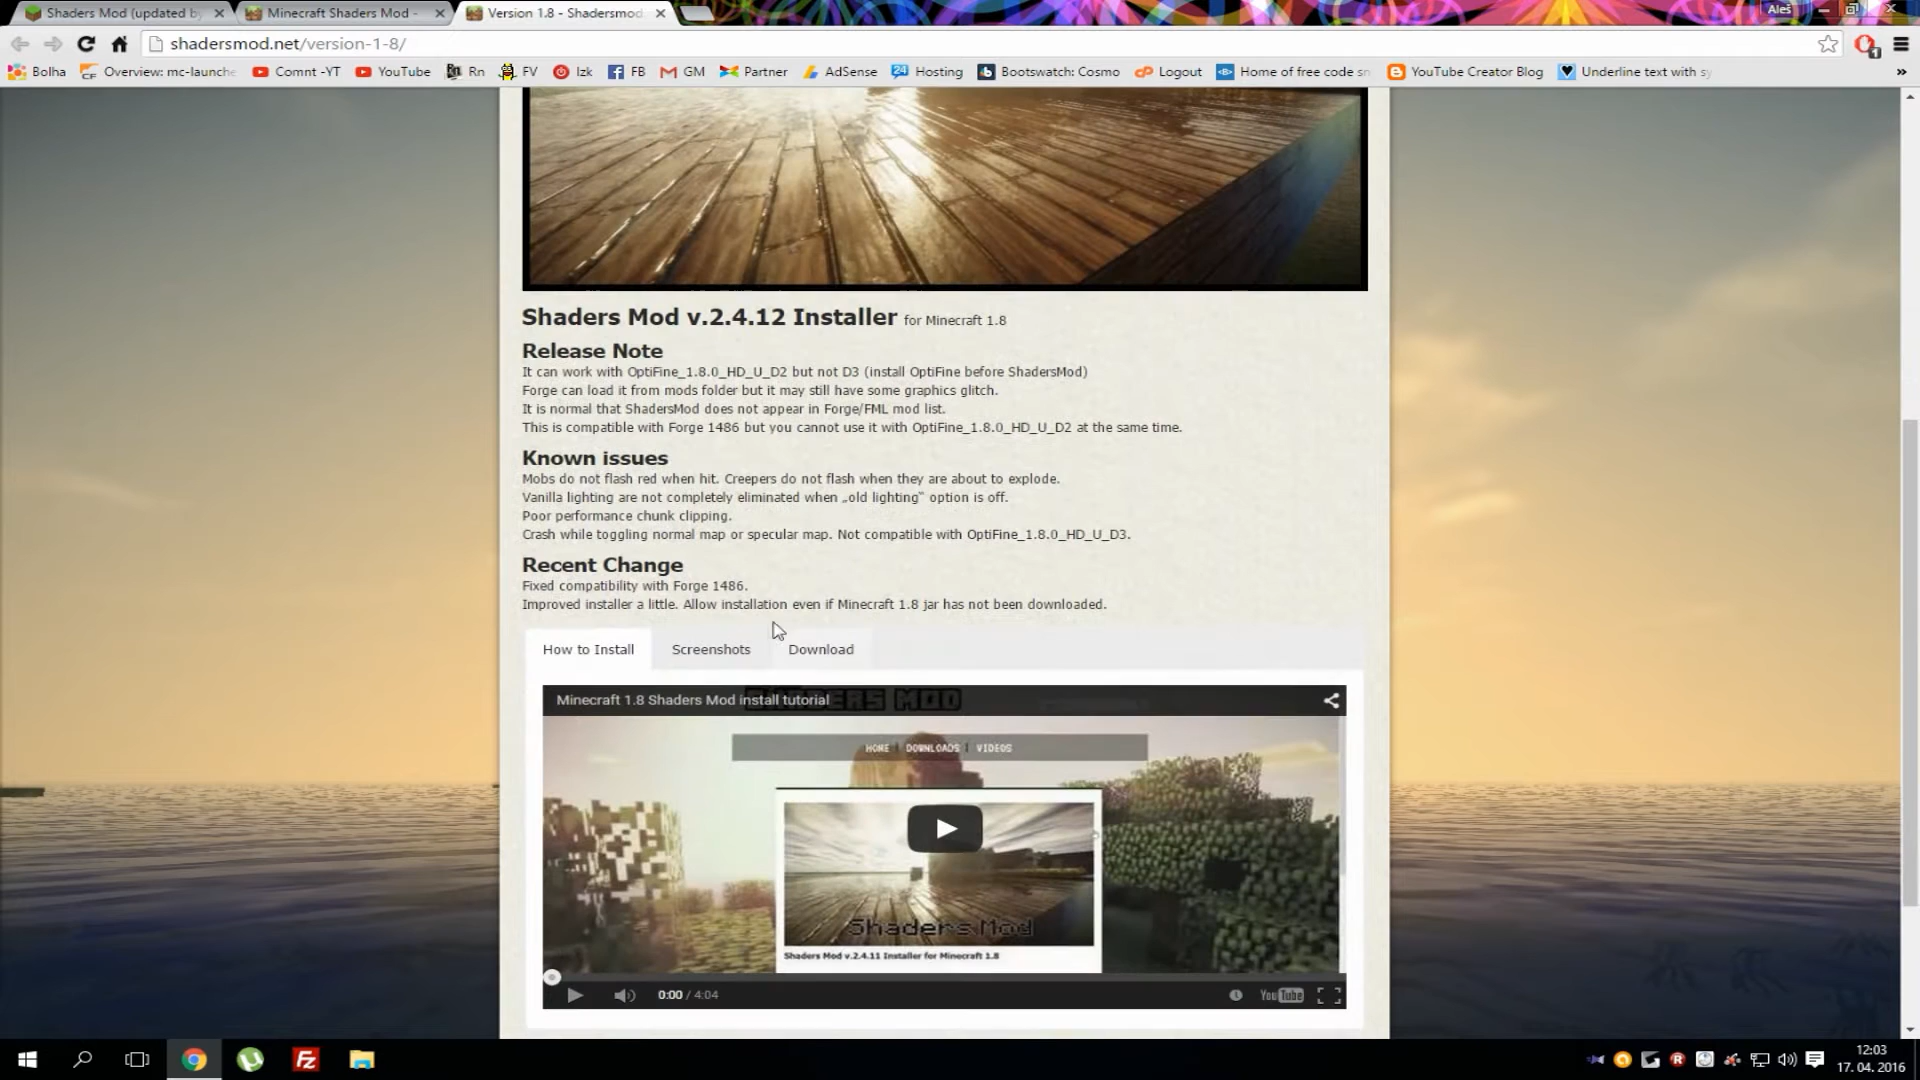 Shaders Mod (updated by
Minecraft Shaders Mod -
Version 1.8 - Shadersmod.
Aleš
shadersmod.net/version-1-8/
1
Bolha
Overview: mc-launche
Comnt -YT
YouTube
Rn
FV
Izk
FB
GM
Partner
AdSense
24 Hosting
Bootswatch: Cosmo
Logout
Home of free code sn
YouTube Creator Blog
Underline text with sy
»
Shaders Mod v.2.4.12 Installer for Minecraft 1.8
Release Note
It can work with OptiFine_1.8.0_HD_U_D2 but not D3 (install OptiFine before ShadersMod)
Forge can load it from mods folder but it may still have some graphics glitch.
It is normal that ShadersMod does not appear in Forge/FML mod list.
This is compatible with Forge 1486 but you cannot use it with OptiFine_1.8.0_HD_U_D2 at the same time.
Known issues
Mobs do not flash red when hit. Creepers do not flash when they are about to explode.
Vanilla lighting are not completely eliminated when „old lighting“ option is off.
Poor performance chunk clipping.
Crash while toggling normal map or specular map. Not compatible with OptiFine_1.8.0_HD_U_D3.
Recent Change
Fixed compatibility with Forge 1486.
Improved installer a little. Allow installation even if Minecraft 1.8 jar has not been downloaded.
How to Install
Screenshots
Download
Minecraft 1.8 Shaders Mod install tutorial
SHADERS MOD
HOME | DOWNLOADS | VIDEOS
Shaders Mod
Shaders Mod v.2.4.11 Installer for Minecraft 1.8
0:00 / 4:04
YouTube
12:03
17. 04. 2016